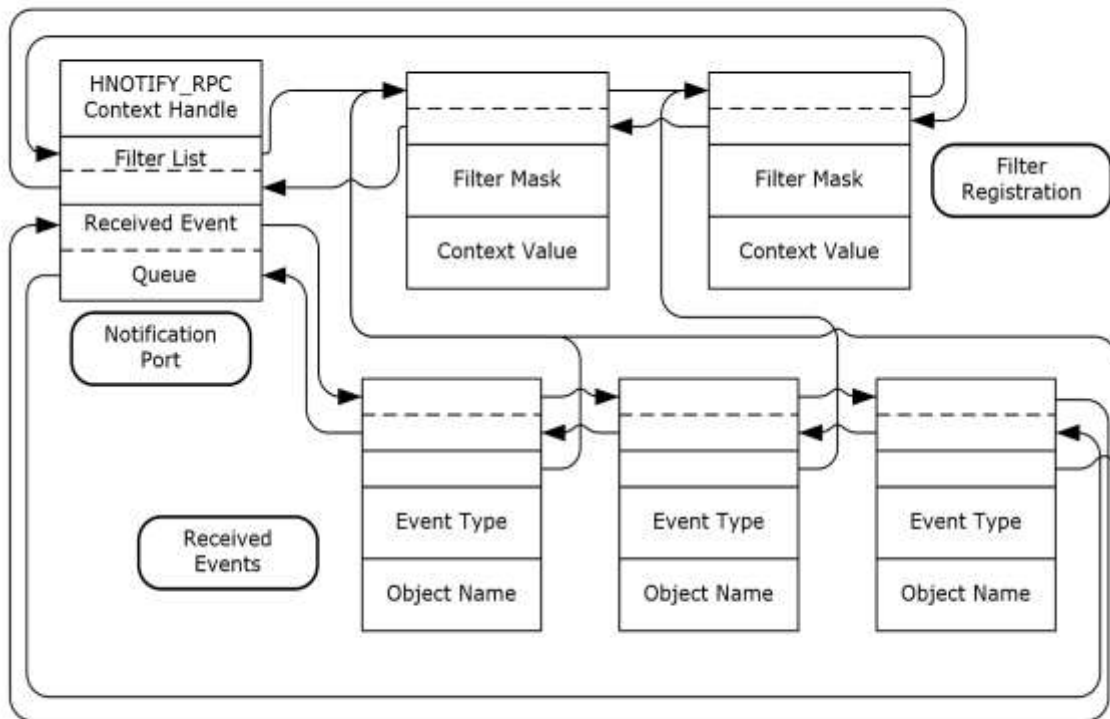 HNOTIFY_RPC
Context Handle
Filter List
Received Event
Queue
Notification
Port
Filter Mask
Context Value
Filter Mask
Context Value
Filter
Registration
Received
Events
Event Type
Object Name
Event Type
Object Name
Event Type
Object Name